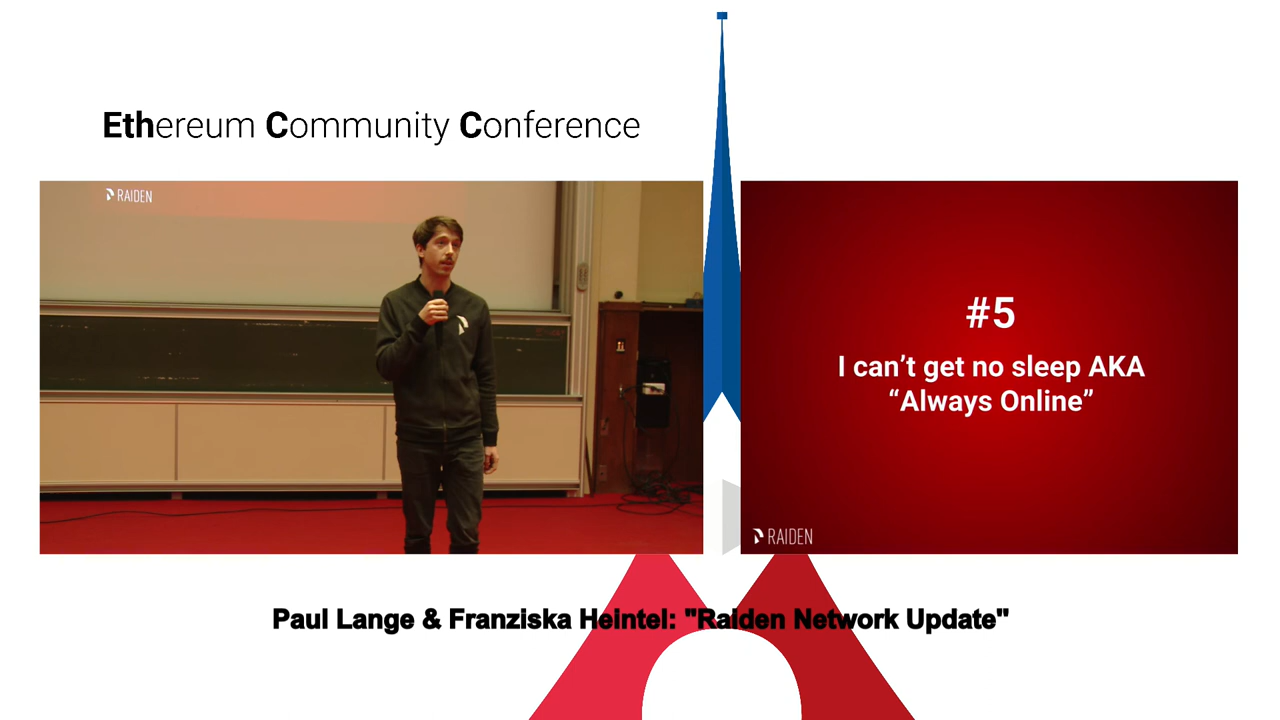 Ethereum Community Conference
RAIDEN
#5
I can't get no sleep AKA
“Always Online”
RAIDEN
Paul Lange & Franziska Heintel: "Raiden Network Update"